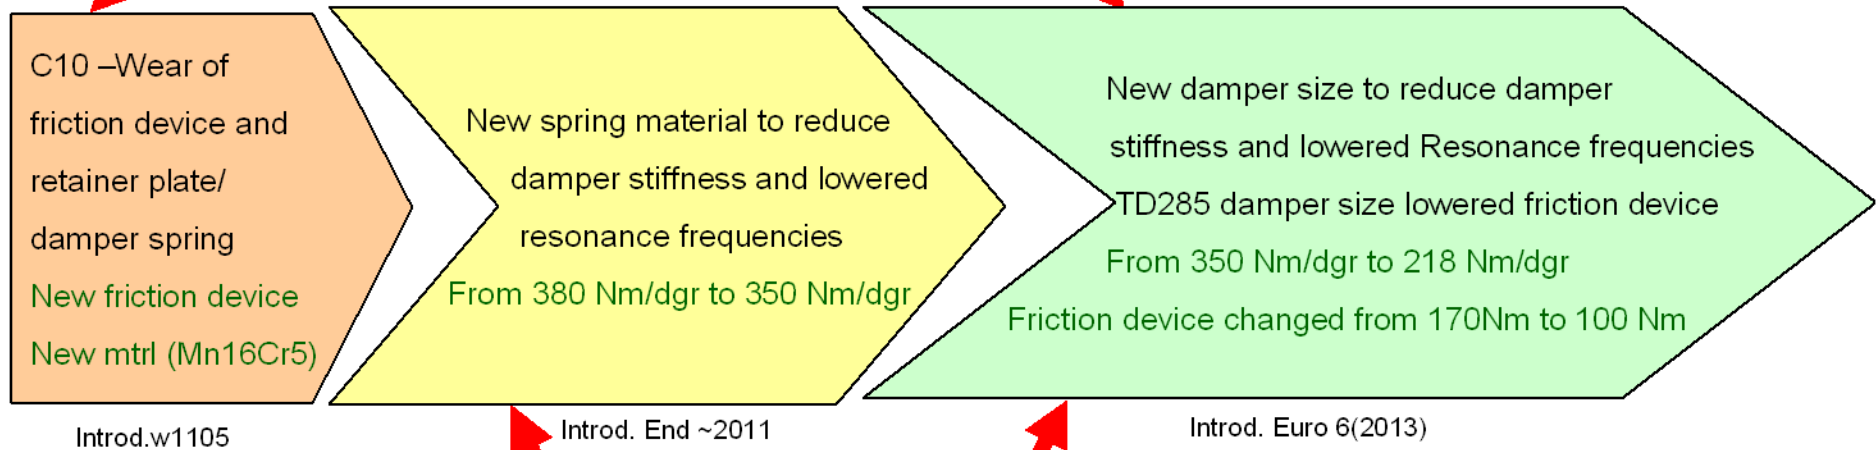 C10 –Wear of
friction device and
retainer plate/
damper spring
New friction device
New mtrl (Mn16Cr5)
Introd.w1105
New spring material to reduce
damper stiffness and lowered
resonance frequencies
From 380 Nm/dgr to 350 Nm/dgr
Introd. End ~2011
New damper size to reduce damper
stiffness and lowered Resonance frequencies
TD285 damper size lowered friction device
From 350 Nm/dgr to 218 Nm/dgr
Friction device changed from 170Nm to 100 Nm
Introd. Euro 6(2013)